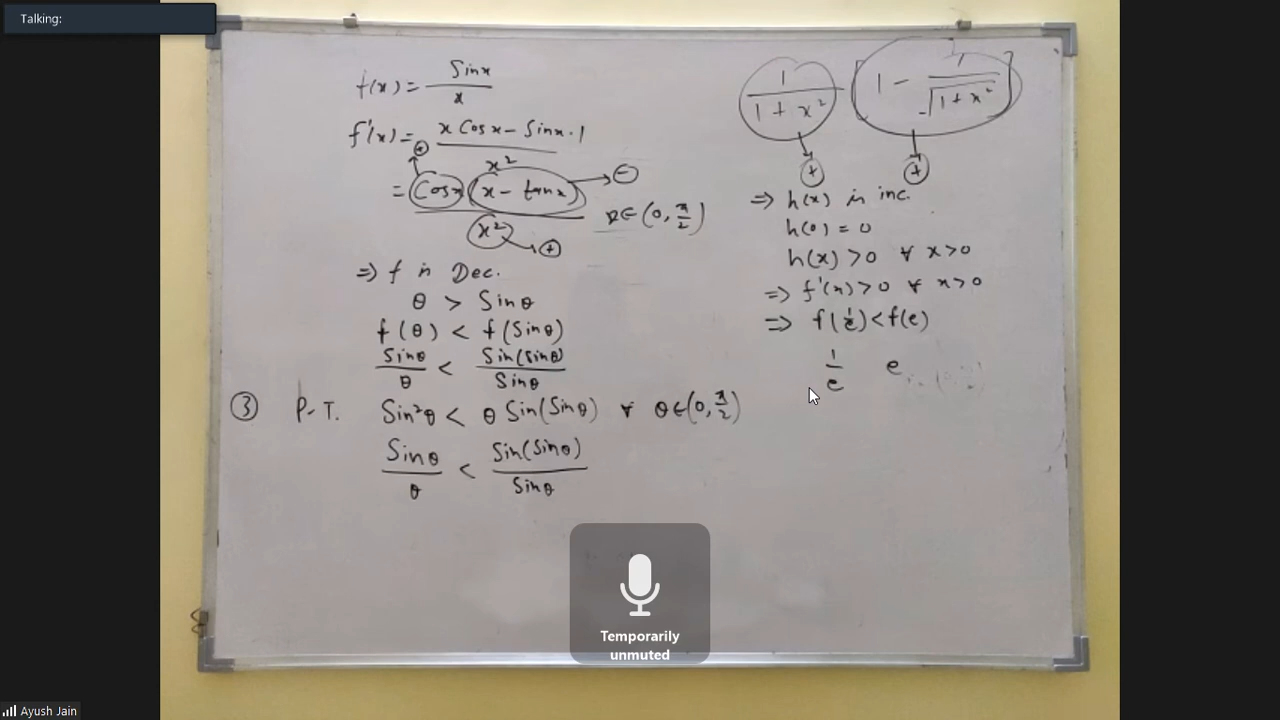 Talking:
f(x) = Sinx / x
f'(x) = x Cosx - Sinx · 1 / x²
= Cosx (x - tanx) / x²
+
-
+
x ∈ (0, π/2)
⇒ f is Dec.
θ > Sinθ
f(θ) < f(Sinθ)
Sinθ / θ < Sin(Sinθ) / Sinθ
③ P.T. Sin²θ < θ Sin(Sinθ) ∀ θ∈(0, π/2)
Sinθ / θ < Sin(Sinθ) / Sinθ
1 / 1 + x² [1 - 1 / √1 + x²]
+ +
⇒ h(x) is inc.
h(0) = 0
h(x) > 0 ∀ x > 0
⇒ f'(x) > 0 ∀ x > 0
⇒ f(1/e) < f(e)
1/e e
Temporarily
unmuted
Ayush Jain